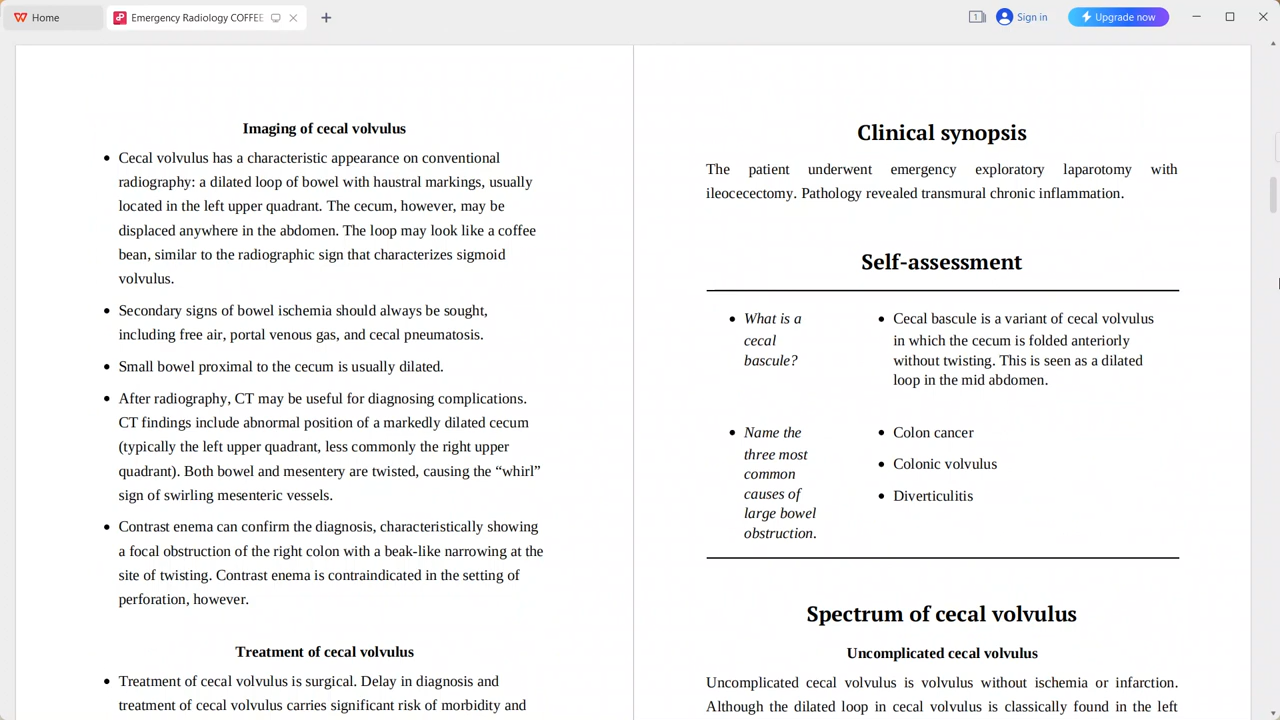 Home
Emergency Radiology COFFEE
1
Sign in
Upgrade now
Imaging of cecal volvulus
• Cecal volvulus has a characteristic appearance on conventional
radiography: a dilated loop of bowel with haustral markings, usually
located in the left upper quadrant. The cecum, however, may be
displaced anywhere in the abdomen. The loop may look like a coffee
bean, similar to the radiographic sign that characterizes sigmoid
volvulus.
• Secondary signs of bowel ischemia should always be sought,
including free air, portal venous gas, and cecal pneumatosis.
• Small bowel proximal to the cecum is usually dilated.
• After radiography, CT may be useful for diagnosing complications.
CT findings include abnormal position of a markedly dilated cecum
(typically the left upper quadrant, less commonly the right upper
quadrant). Both bowel and mesentery are twisted, causing the “whirl”
sign of swirling mesenteric vessels.
• Contrast enema can confirm the diagnosis, characteristically showing
a focal obstruction of the right colon with a beak-like narrowing at the
site of twisting. Contrast enema is contraindicated in the setting of
perforation, however.
Treatment of cecal volvulus
• Treatment of cecal volvulus is surgical. Delay in diagnosis and
treatment of cecal volvulus carries significant risk of morbidity and
Clinical synopsis
The patient underwent emergency exploratory laparotomy with
ileocecectomy. Pathology revealed transmural chronic inflammation.
Self-assessment
• What is a
cecal
bascule?
• Cecal bascule is a variant of cecal volvulus
in which the cecum is folded anteriorly
without twisting. This is seen as a dilated
loop in the mid abdomen.
• Name the
three most
common
causes of
large bowel
obstruction.
• Colon cancer
• Colonic volvulus
• Diverticulitis
Spectrum of cecal volvulus
Uncomplicated cecal volvulus
Uncomplicated cecal volvulus is volvulus without ischemia or infarction.
Although the dilated loop in cecal volvulus is classically found in the left